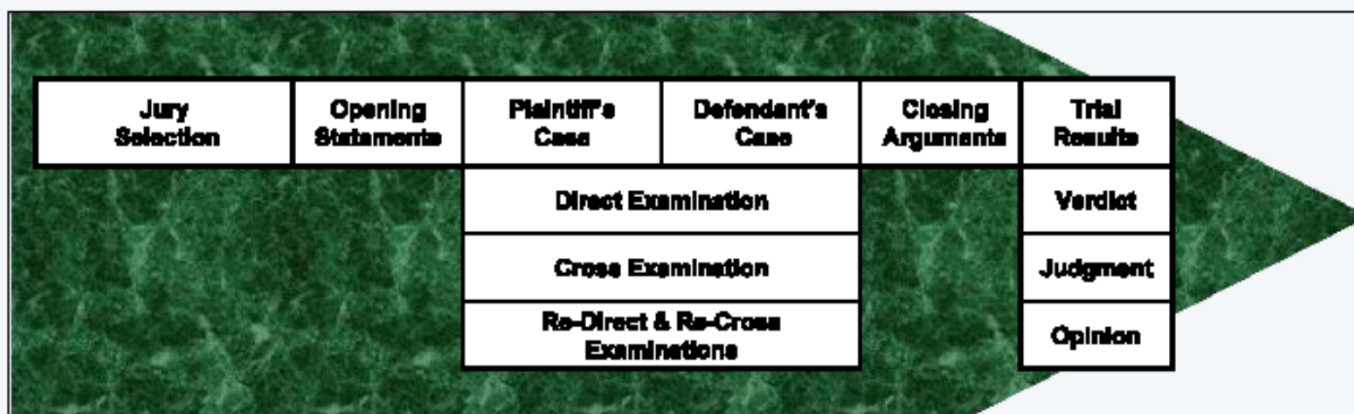 Jury
Selection
Opening
Statements
Plaintiff's
Case
Defendant's
Case
Closing
Arguments
Trial
Results
Direct Examination
Verdict
Cross Examination
Judgment
Re-Direct & Re-Cross
Examinations
Opinion